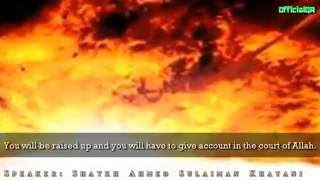 OfficialQR
You will be raised up and you will have to give account in the court of Allah.
Speaker: Shaykh Ahmed Sulaiman Khatani